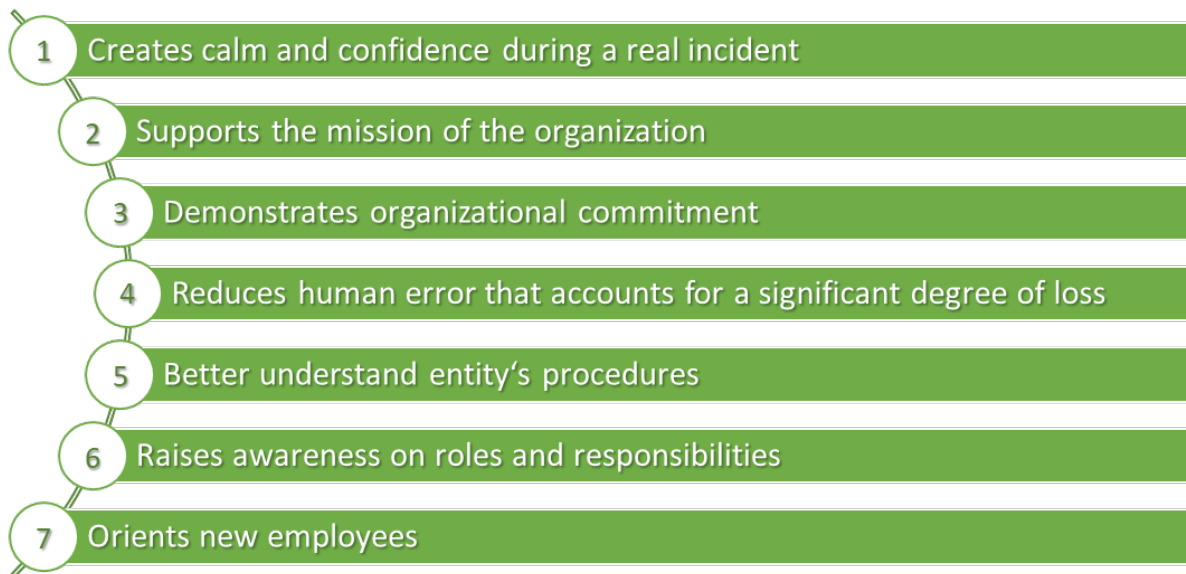 1 Creates calm and confidence during a real incident
2 Supports the mission of the organization
3 Demonstrates organizational commitment
4 Reduces human error that accounts for a significant degree of loss
5 Better understand entity‘s procedures
6 Raises awareness on roles and responsibilities
7 Orients new employees